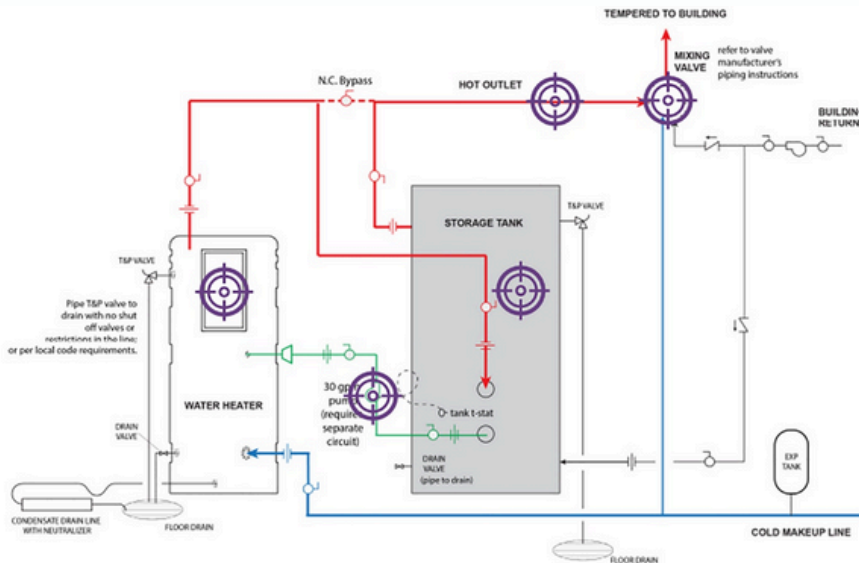 TEMPERED TO BUILDING
MIXING
VALVE
refer to valve
manufacturer's
piping instructions
N.C. Bypass
HOT OUTLET
BUILDING
RETURN
T&P VALVE
STORAGE TANK
T&P VALVE
Pipe T&P valve to
drain with no shut
off valves or
restrictions in the line;
or per local code requirements.
30 gpm
pump
(require
separate
circuit)
tank t-stat
WATER HEATER
DRAIN
VALVE
DRAIN
VALVE
(pipe to drain)
EXP
TANK
CONDENSATE DRAIN LINE
WITH NEUTRALIZER
FLOOR DRAIN
COLD MAKEUP LINE
FLOOR DRAIN